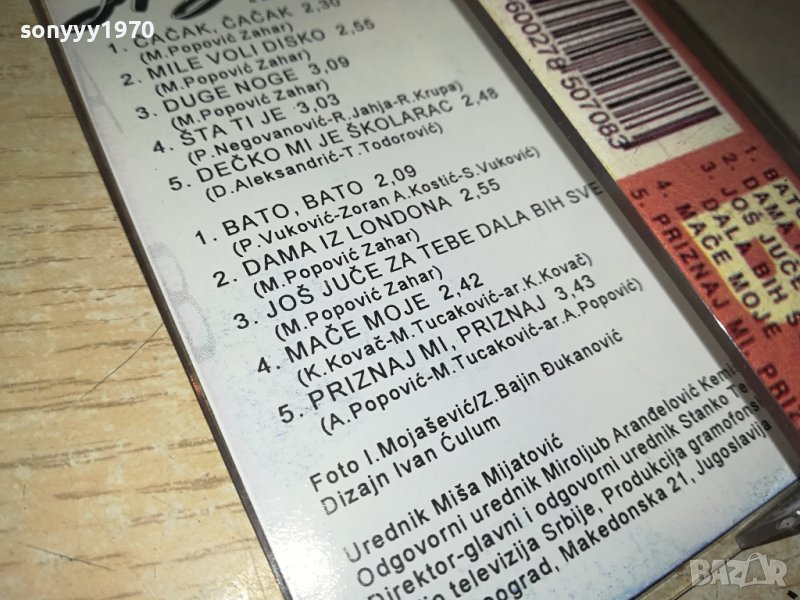 sonyyy1970
1. ČAČAK, ČAČAK 2,30
(M.Popović Zahar)
2. MILE VOLI DISKO 2,55
(M.Popović Zahar)
3. DUGE NOGE 3,09
(M.Popović Zahar)
4. ŠTA TI JE 3,03
(P.Negovanović-R.Jahja-R.Krupa)
5. DEČKO MI JE ŠKOLARAC 2,48
(D.Aleksandrić-T.Todorović)
1. BATO, BATO 2,09
(P.Vuković-Zoran A.Kostić-S.Vuković)
2. DAMA IZ LONDONA 2,55
(M.Popović Zahar)
3. JOŠ JUČE ZA TEBE DALA BIH SVE
(M.Popović Zahar)
4. MAČE MOJE 2,42
(K.Kovač-M.Tucaković-ar.K.Kovač)
5. PRIZNAJ MI, PRIZNAJ 3,43
(A.Popović-M.Tucaković-ar.A.Popović)
Foto I.Mojašević/Z.Bajin Đukanović
Dizajn Ivan Ćulum
Urednik Miša Mijatović
Odgovorni urednik Miroljub Aranđelović
Direktor-glavni i odgovorni urednik Stanko
televizija Srbije, Produkcija
Makedonska 21, Jugoslavija
A
B
600278 507083
1. BATO
2. DAMA
3. JOŠ JUČE
DALA BIH
4. MAČE MOJE
5. PRIZNAJ MI,
BAZAR